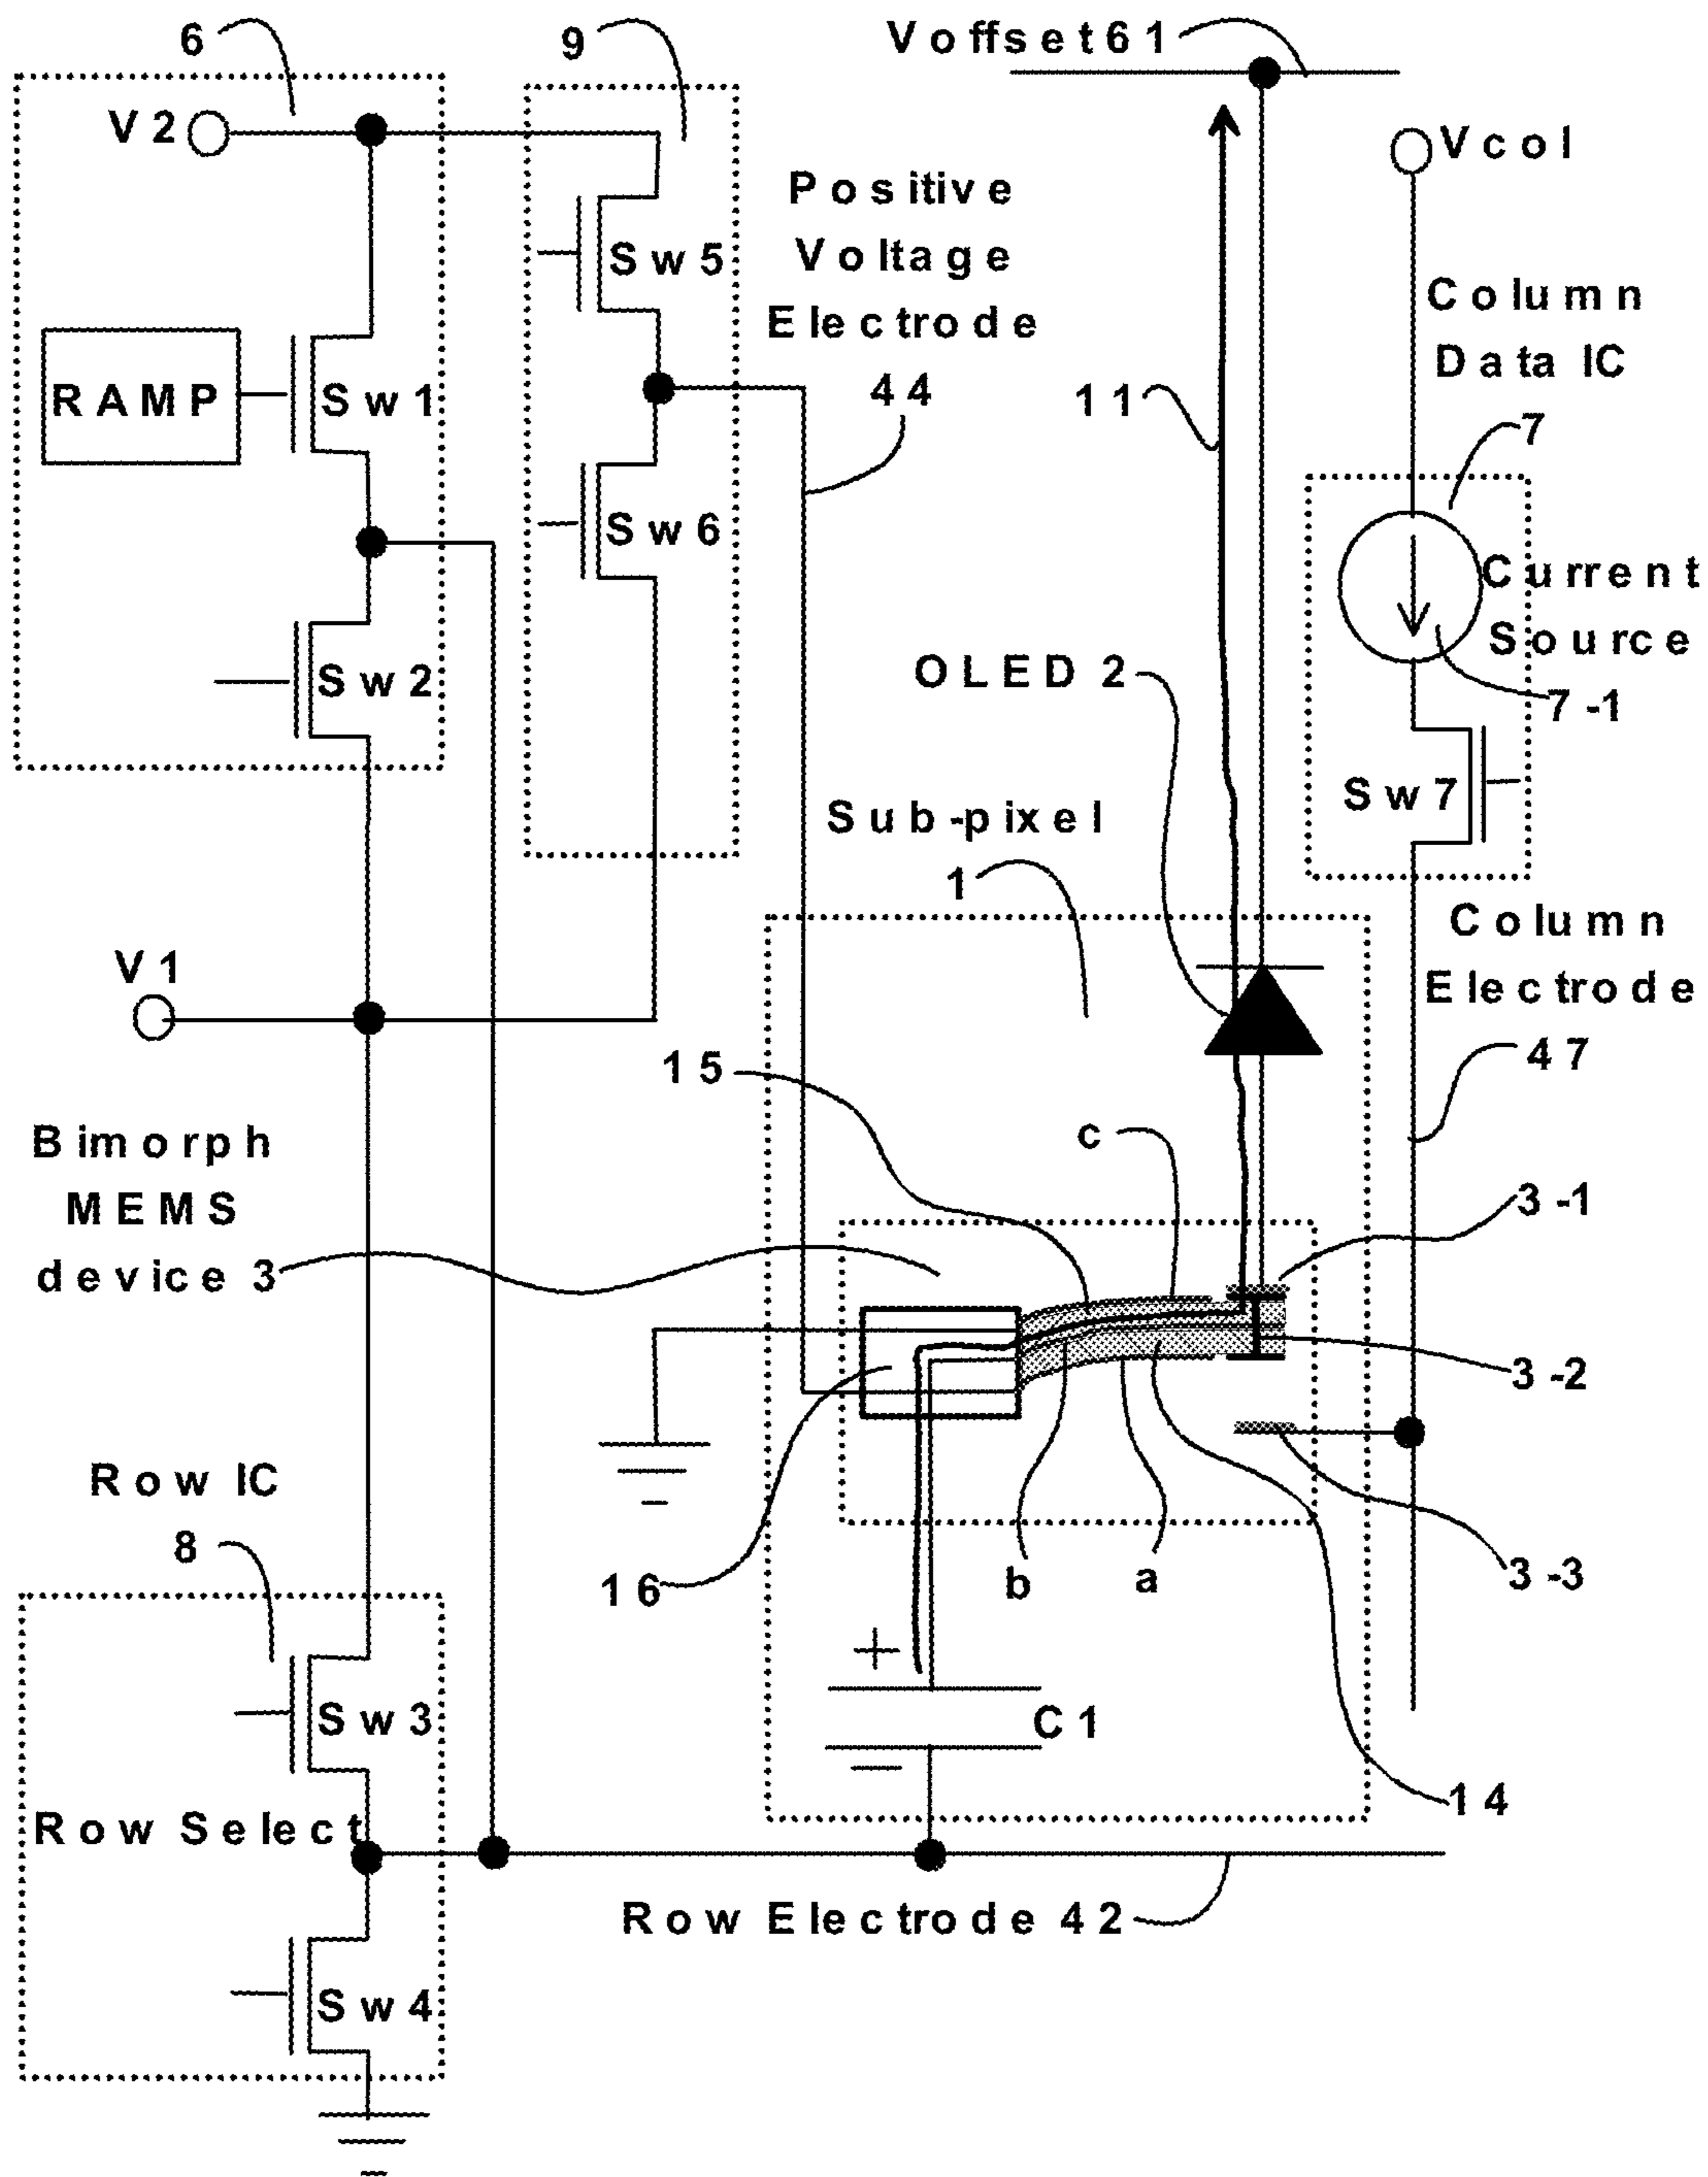 6
9
Voffset61
V2
Vcol
Positive
Voltage
Electrode
44
Sw5
Column
Data IC
7
RAMP
Sw1
11
Sw6
Current
Source
7-1
Sw2
OLED 2
Sw7
Sub-pixel
1
Column
Electrode
47
V1
15
c
Bimorph
MEMS
device 3
3-1
3-2
Row IC
8
16
b
a
3-3
+
Sw3
C1
14
Row Select
Row Electrode 42
Sw4